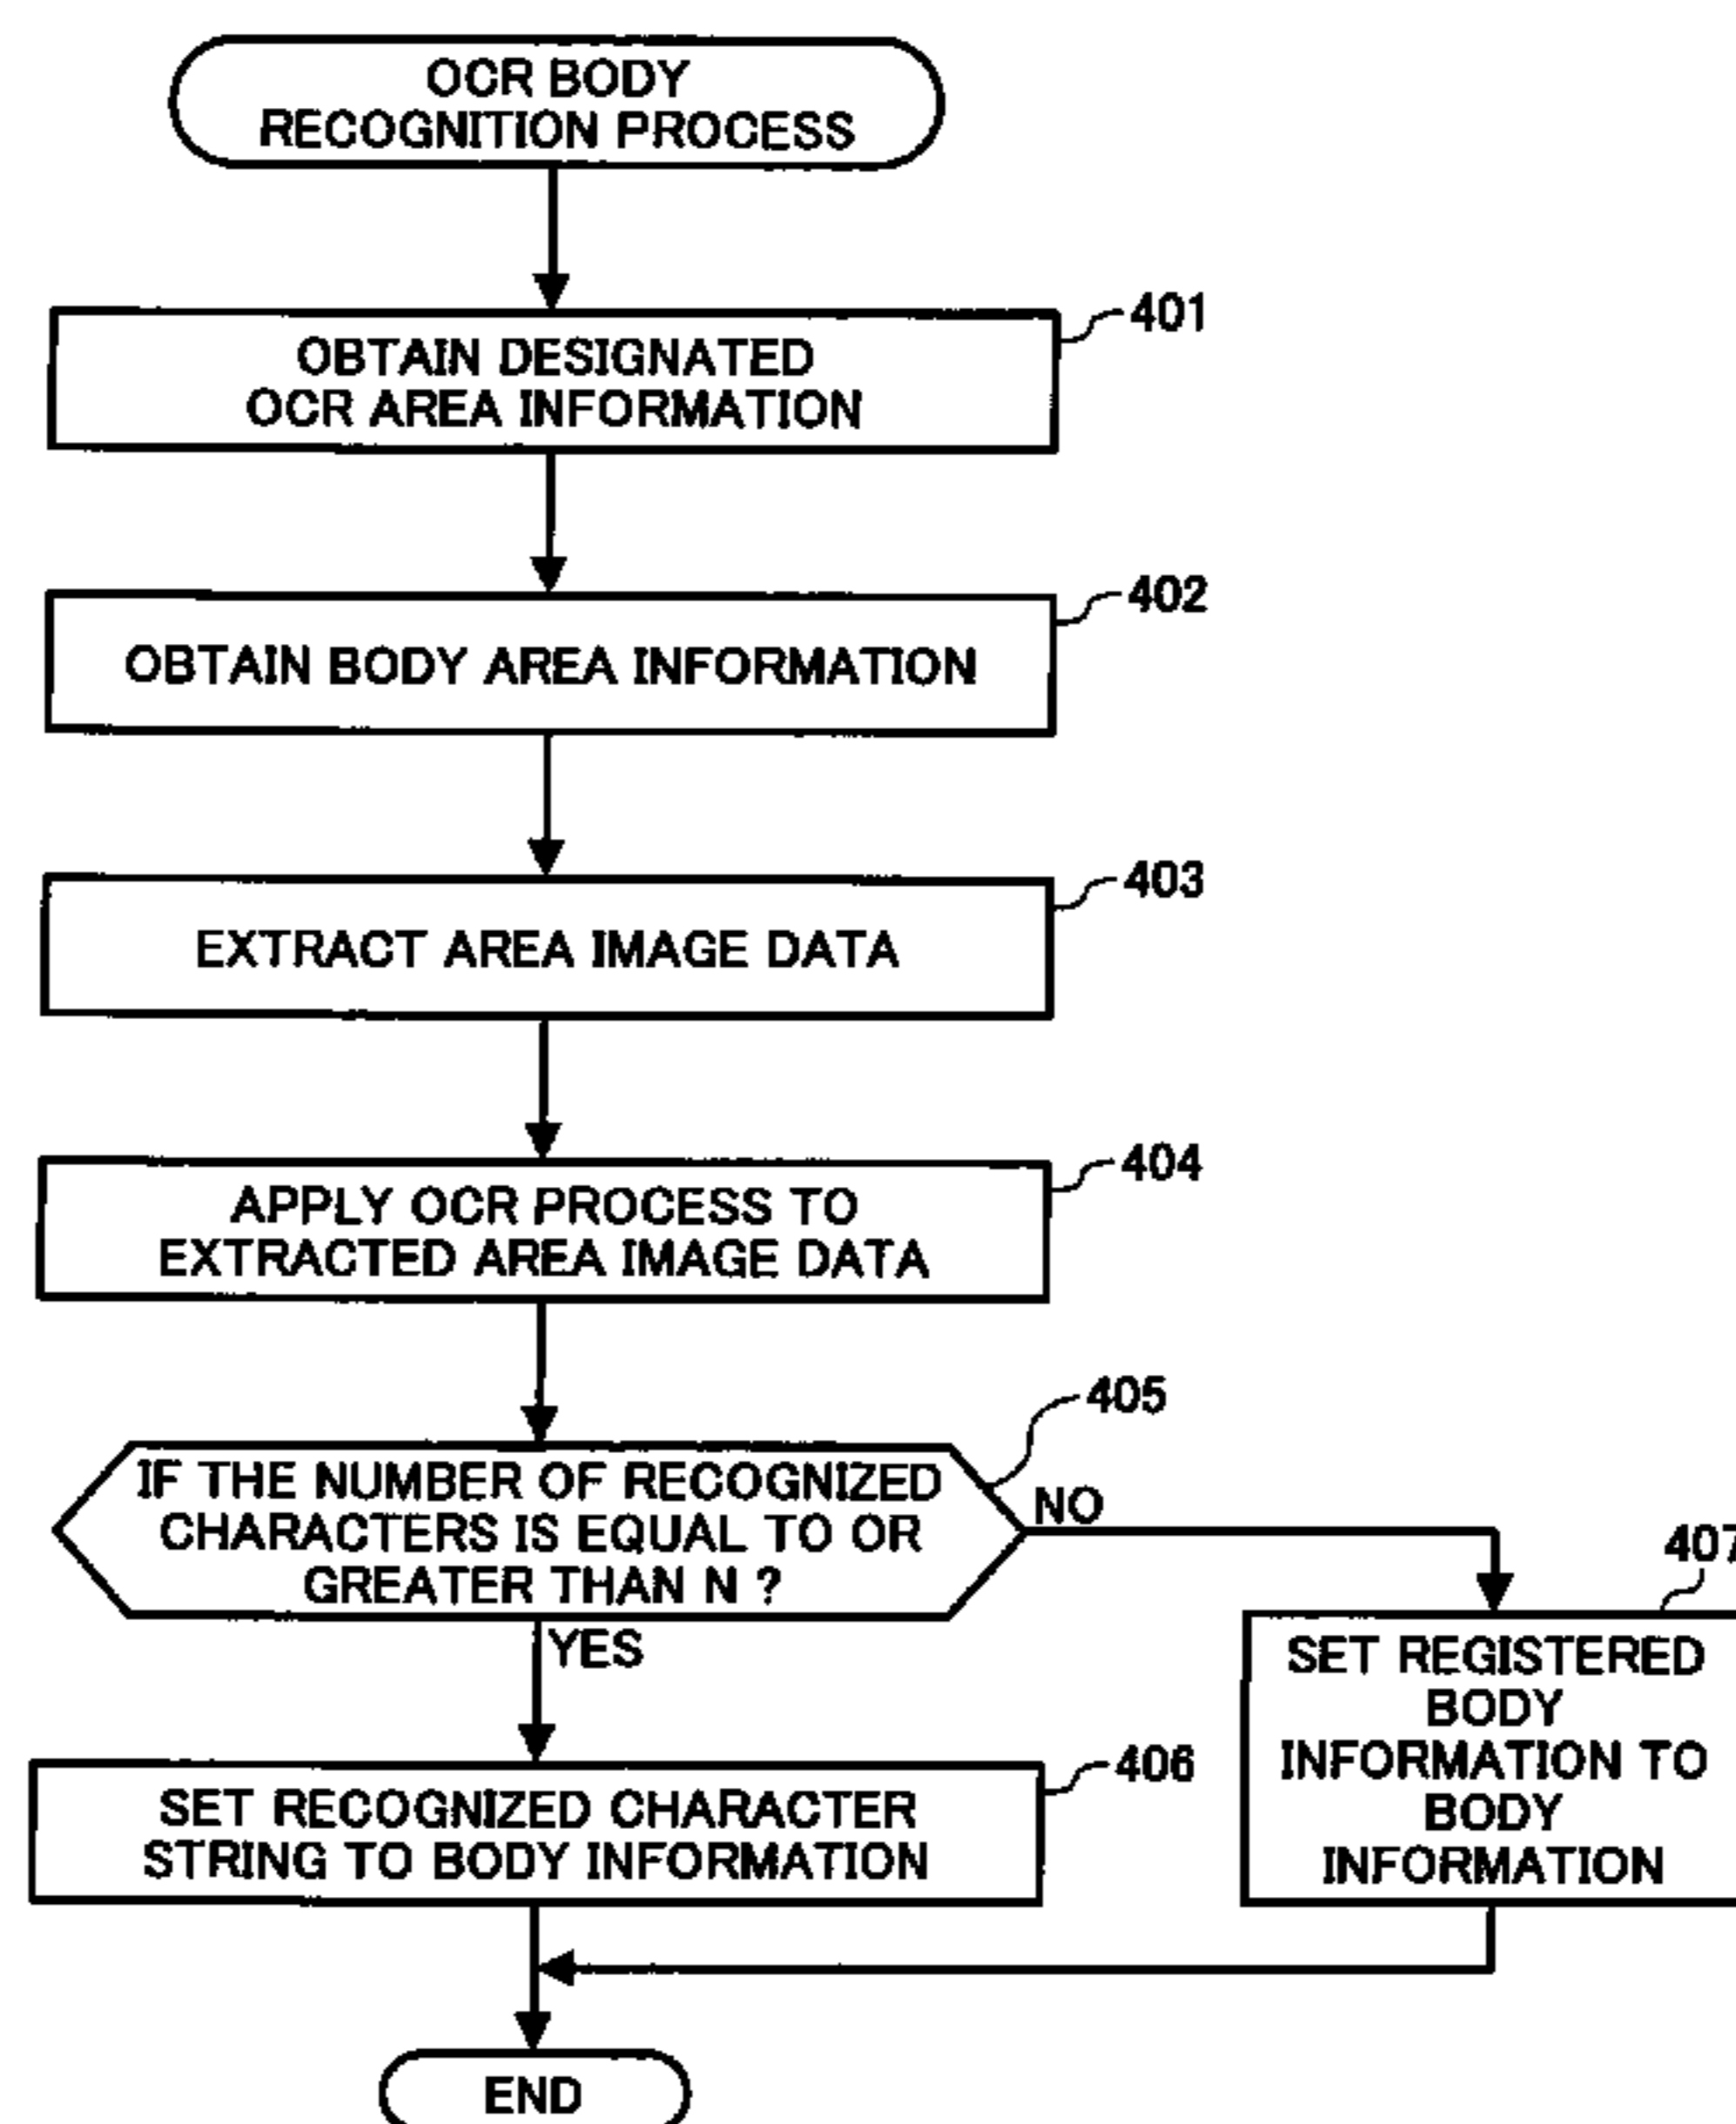 OCR BODY
RECOGNITION PROCESS
401
OBTAIN DESIGNATED
OCR AREA INFORMATION
402
OBTAIN BODY AREA INFORMATION
403
EXTRACT AREA IMAGE DATA
404
APPLY OCR PROCESS TO
EXTRACTED AREA IMAGE DATA
405
IF THE NUMBER OF RECOGNIZED
CHARACTERS IS EQUAL TO OR
GREATER THAN N ?
NO
YES
407
SET REGISTERED
BODY
INFORMATION TO
BODY
INFORMATION
406
SET RECOGNIZED CHARACTER
STRING TO BODY INFORMATION
END